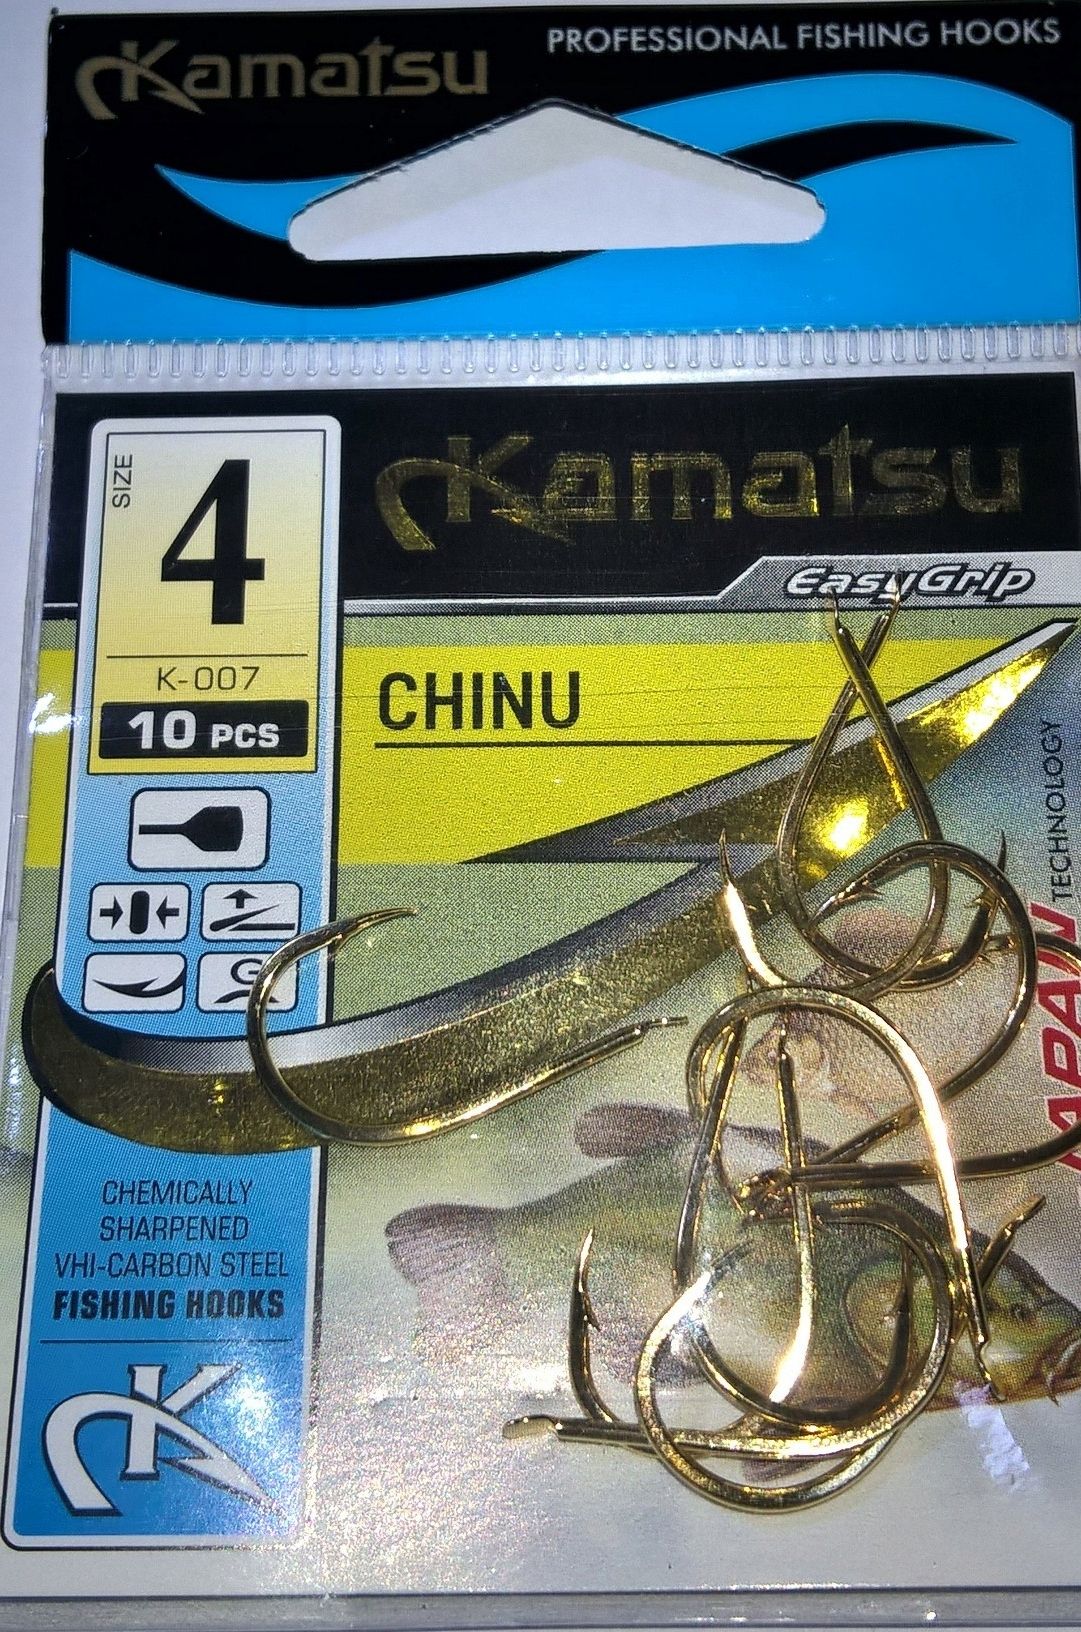 Kamatsu
PROFESSIONAL FISHING HOOKS
SIZE
4
K-007
10 PCS
Kamatsu
EasyGrip
CHINU
TECHNOLOGY
JAPAN
G
CHEMICALLY
SHARPENED
VHI-CARBON STEEL
FISHING HOOKS
K